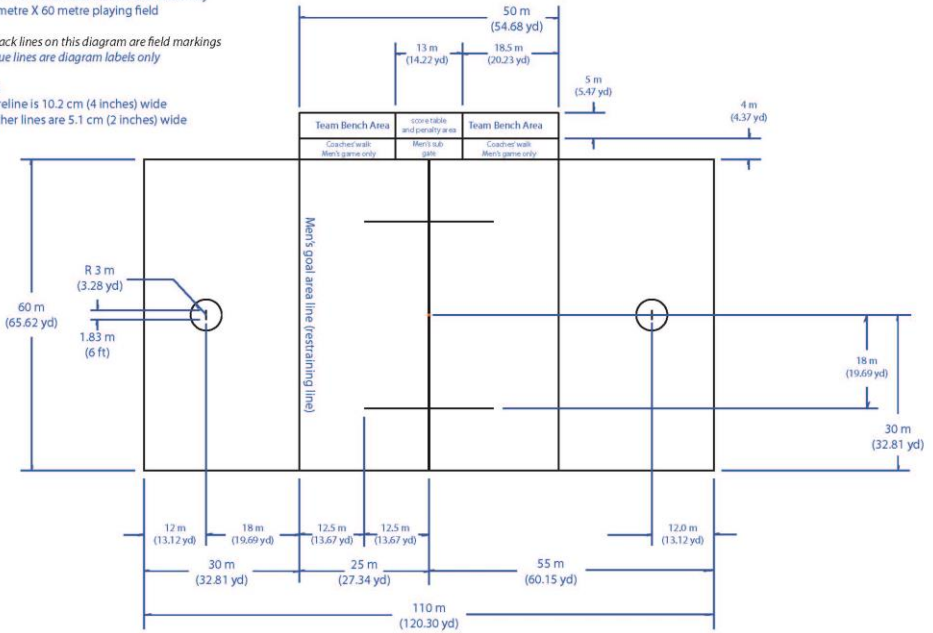 metre X 60 metre playing field
ack lines on this diagram are field markings
ue lines are diagram labels only
eline is 10.2 cm (4 inches) wide
her lines are 5.1 cm (2 inches) wide
50 m
(54.68 yd)
13 m
(14.22 yd)
18.5 m
(20.23 yd)
5 m
(5.47 yd)
4 m
(4.37 yd)
Team Bench Area
score table
and penalty area
Team Bench Area
Coaches' walk
Men's game only
Men's sub
gate
Coaches' walk
Men's game only
Men's goal area line (restraining line)
R 3 m
(3.28 yd)
60 m
(65.62 yd)
1.83 m
(6 ft)
18 m
(19.69 yd)
30 m
(32.81 yd)
12 m
(13.12 yd)
18 m
(19.69 yd)
12.5 m
(13.67 yd)
12.5 m
(13.67 yd)
12.0 m
(13.12 yd)
30 m
(32.81 yd)
25 m
(27.34 yd)
55 m
(60.15 yd)
110 m
(120.30 yd)